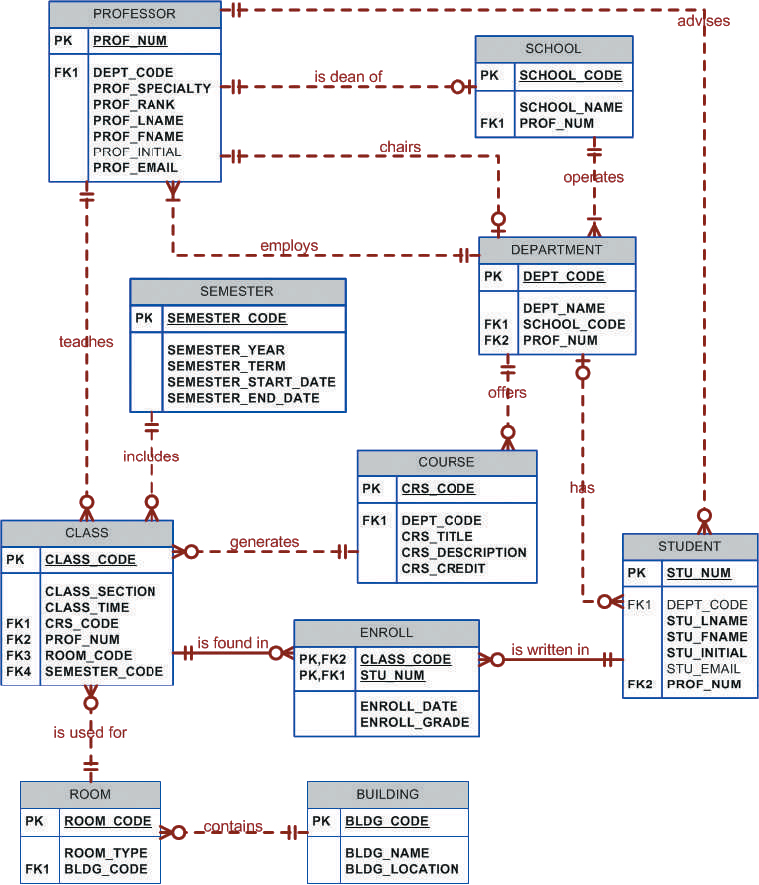 PROFESSOR
PK PROF_NUM
FK1 DEPT_CODE
PROF_SPECIALTY
PROF_RANK
PROF_LNAME
PROF_FNAME
PROF_INITIAL
PROF_EMAIL
advises
is dean of
SCHOOL
PK SCHOOL_CODE
SCHOOL_NAME
FK1 PROF_NUM
chairs
operates
employs
DEPARTMENT
PK DEPT_CODE
DEPT_NAME
FK1 SCHOOL_CODE
FK2 PROF_NUM
SEMESTER
PK SEMESTER_CODE
SEMESTER_YEAR
SEMESTER_TERM
SEMESTER_START_DATE
SEMESTER_END_DATE
teaches
offers
includes
has
COURSE
PK CRS_CODE
FK1 DEPT_CODE
CRS_TITLE
CRS_DESCRIPTION
CRS_CREDIT
generates
CLASS
PK CLASS_CODE
CLASS_SECTION
CLASS_TIME
FK1 CRS_CODE
FK2 PROF_NUM
FK3 ROOM_CODE
FK4 SEMESTER_CODE
is found in
ENROLL
PK,FK2 CLASS_CODE
PK,FK1 STU_NUM
ENROLL_DATE
ENROLL_GRADE
is written in
STUDENT
PK STU_NUM
FK1 DEPT_CODE
STU_LNAME
STU_FNAME
STU_INITIAL
STU_EMAIL
FK2 PROF_NUM
is used for
ROOM
PK ROOM_CODE
ROOM_TYPE
FK1 BLDG_CODE
contains
BUILDING
PK BLDG_CODE
BLDG_NAME
BLDG_LOCATION